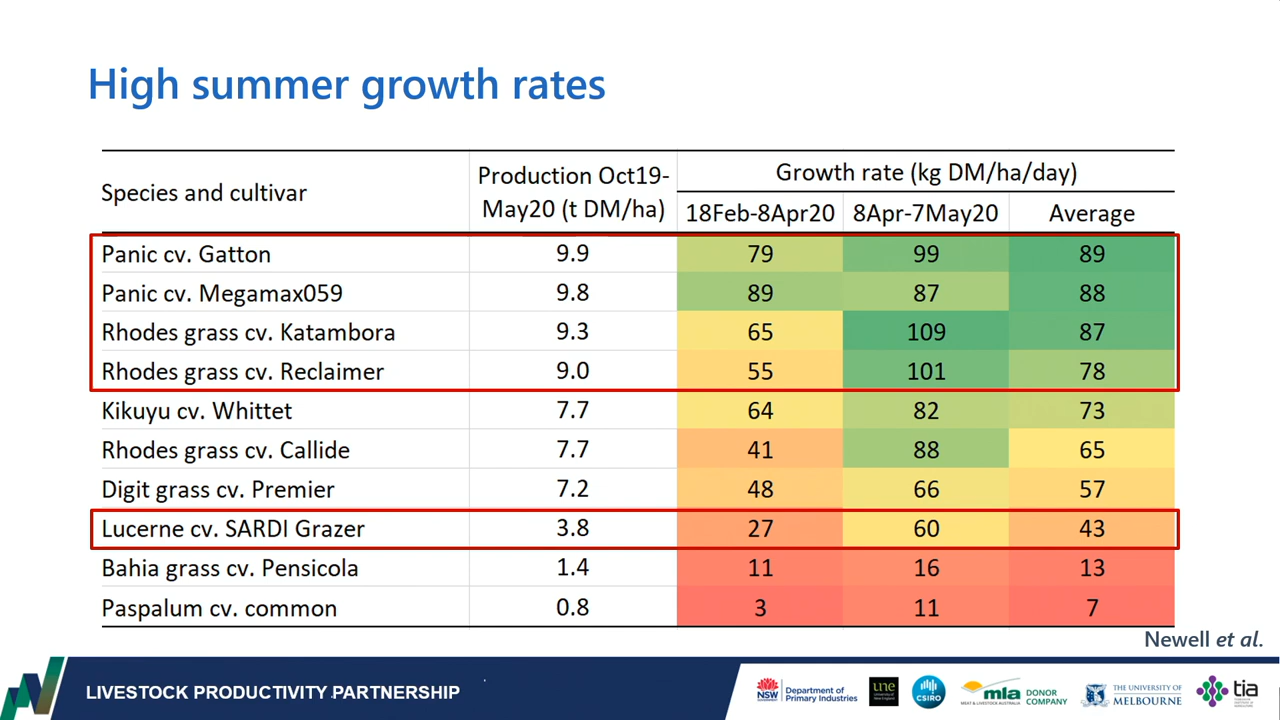 High summer growth rates
Species and cultivar
Production Oct19-
May20 (t DM/ha)
Growth rate (kg DM/ha/day)
18Feb-8Apr20 8Apr-7May20 Average
Panic cv. Gatton 9.9 79 99 89
Panic cv. Megamax059 9.8 89 87 88
Rhodes grass cv. Katambora 9.3 65 109 87
Rhodes grass cv. Reclaimer 9.0 55 101 78
Kikuyu cv. Whittet 7.7 64 82 73
Rhodes grass cv. Callide 7.7 41 88 65
Digit grass cv. Premier 7.2 48 66 57
Lucerne cv. SARDI Grazer 3.8 27 60 43
Bahia grass cv. Pensicola 1.4 11 16 13
Paspalum cv. common 0.8 3 11 7
Newell et al.
LIVESTOCK PRODUCTIVITY PARTNERSHIP
NSW
Department of
Primary Industries
une
CSIRO
mla
MEAT & LIVESTOCK AUSTRALIA
DONOR
COMPANY
THE UNIVERSITY OF
MELBOURNE
tia